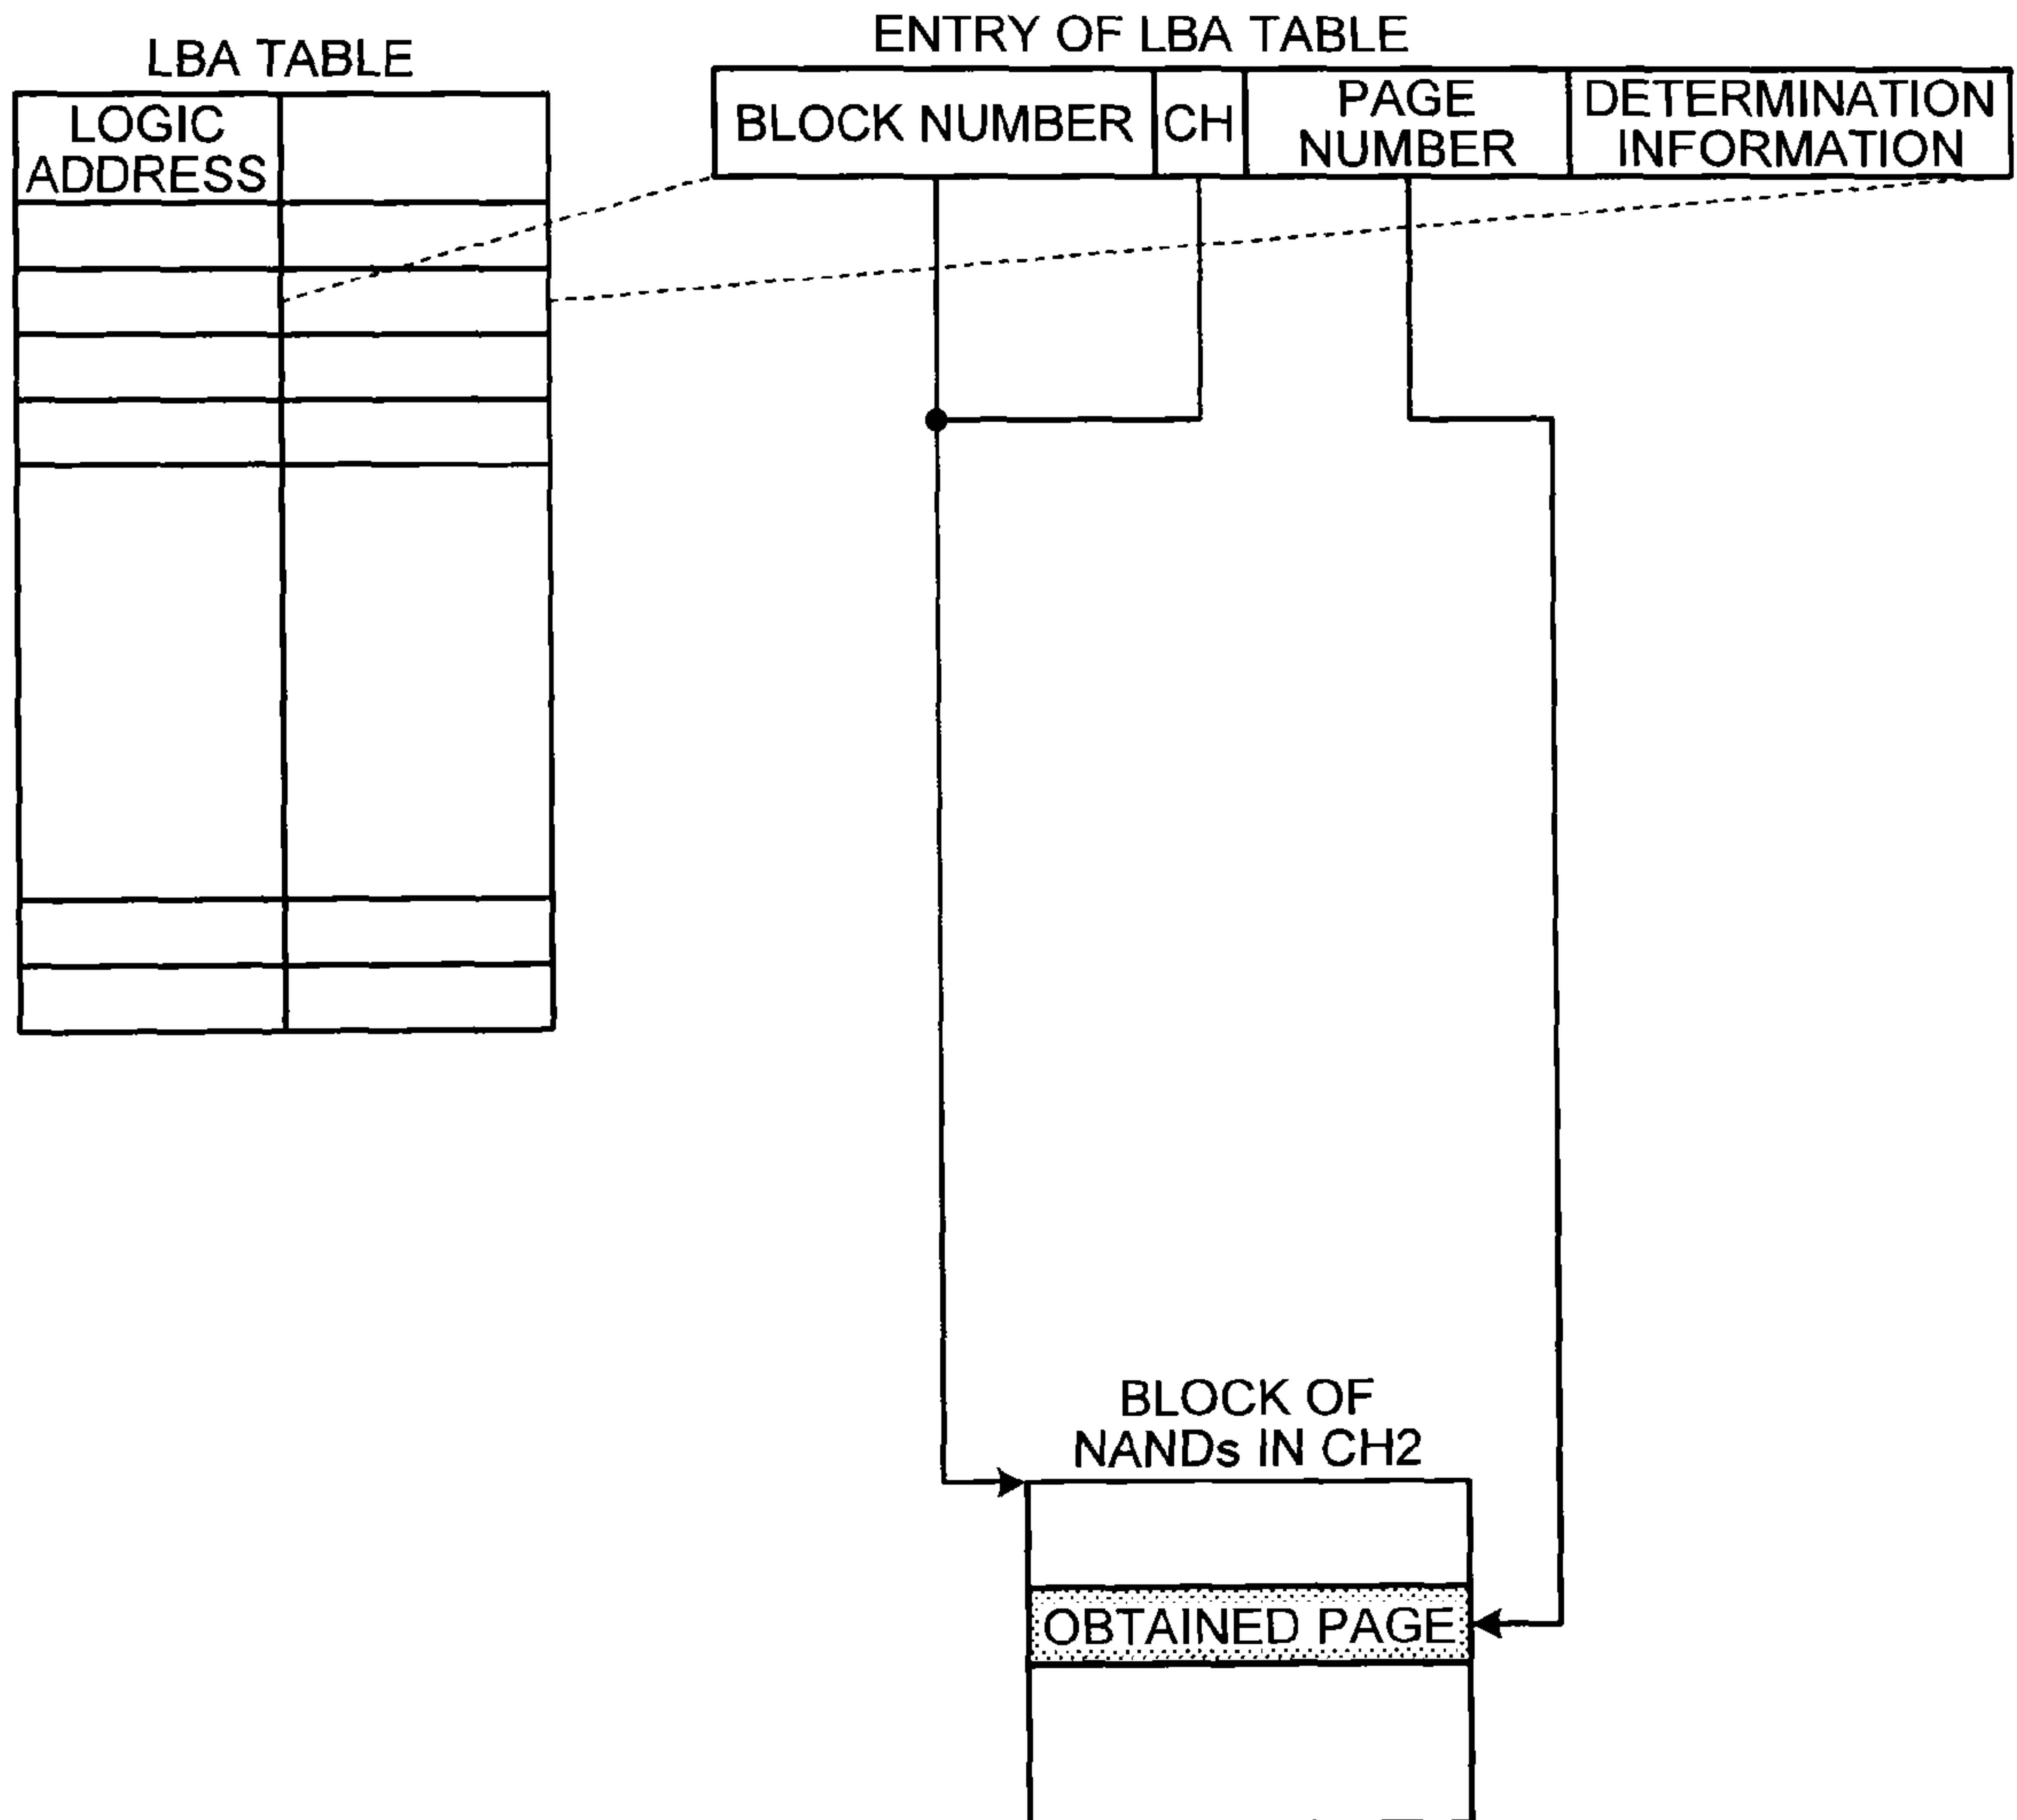 LBA TABLE
LOGIC
ADDRESS
ENTRY OF LBA TABLE
BLOCK NUMBER
CH
PAGE
NUMBER
DETERMINATION
INFORMATION
BLOCK OF
NANDs IN CH2
OBTAINED PAGE